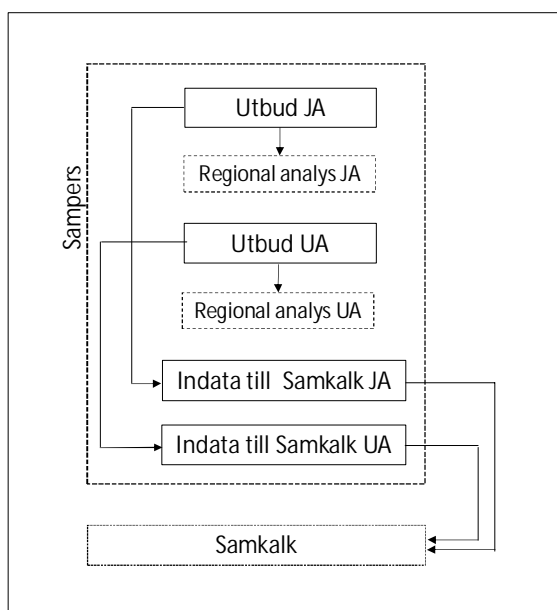 Sampers
Utbud JA
Regional analys JA
Utbud UA
Regional analys UA
Indata till Samkalk JA
Indata till Samkalk UA
Samkalk